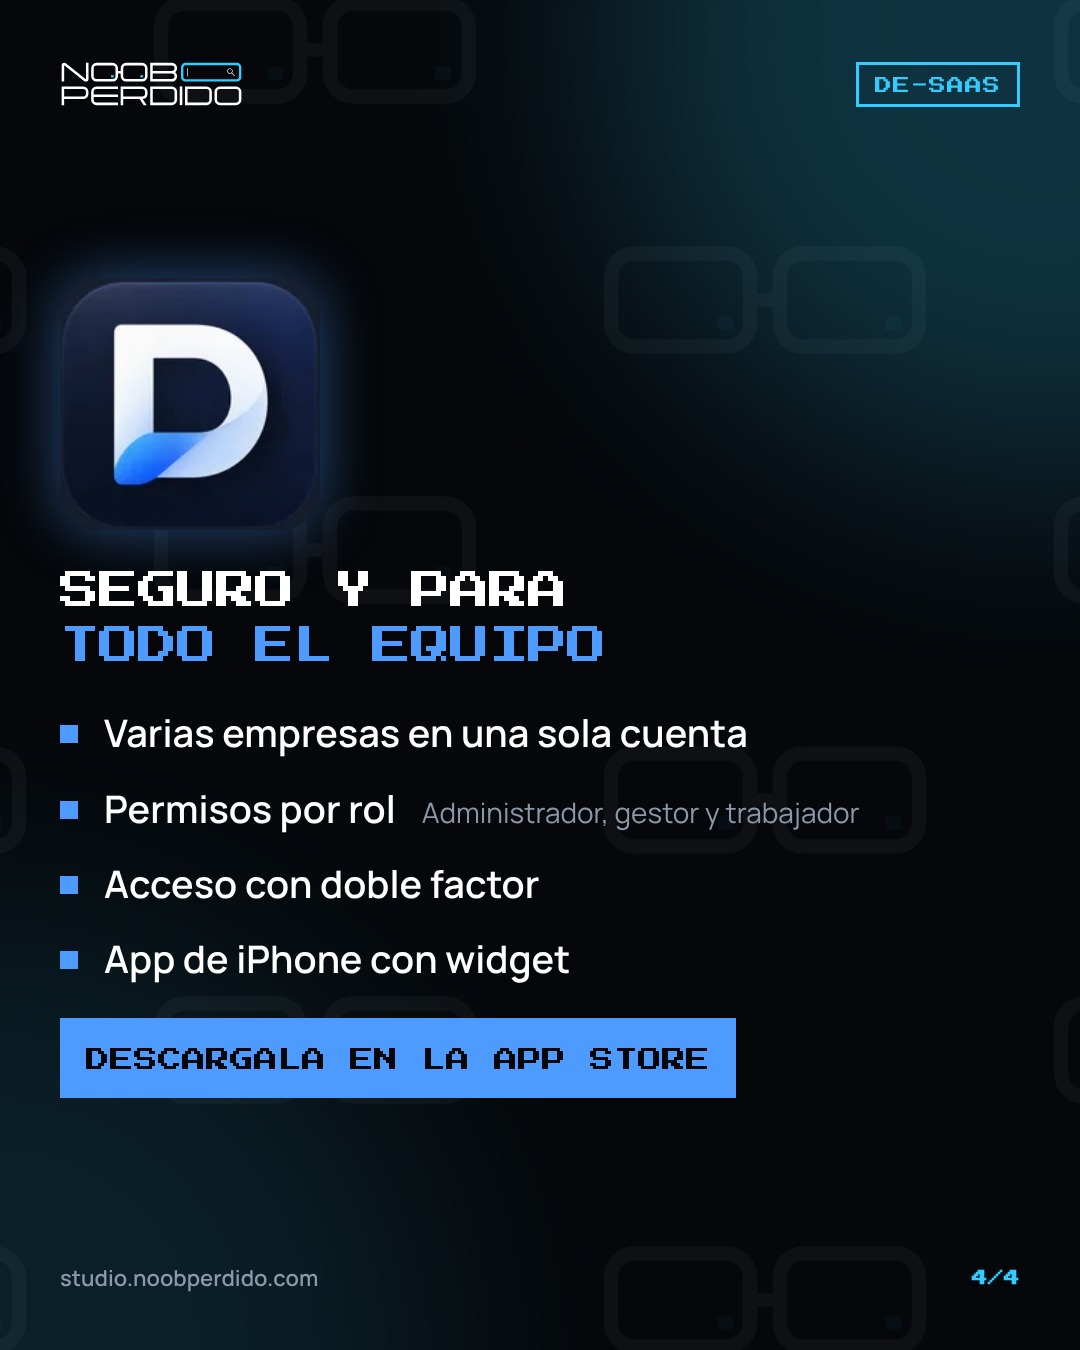 NOOB
PERDIDO
DE-SAAS
D
SEGURO Y PARA
TODO EL EQUIPO
Varias empresas en una sola cuenta
Permisos por rol Administrador, gestor y trabajador
Acceso con doble factor
App de iPhone con widget
DESCARGALA EN LA APP STORE
studio.noobperdido.com
4/4